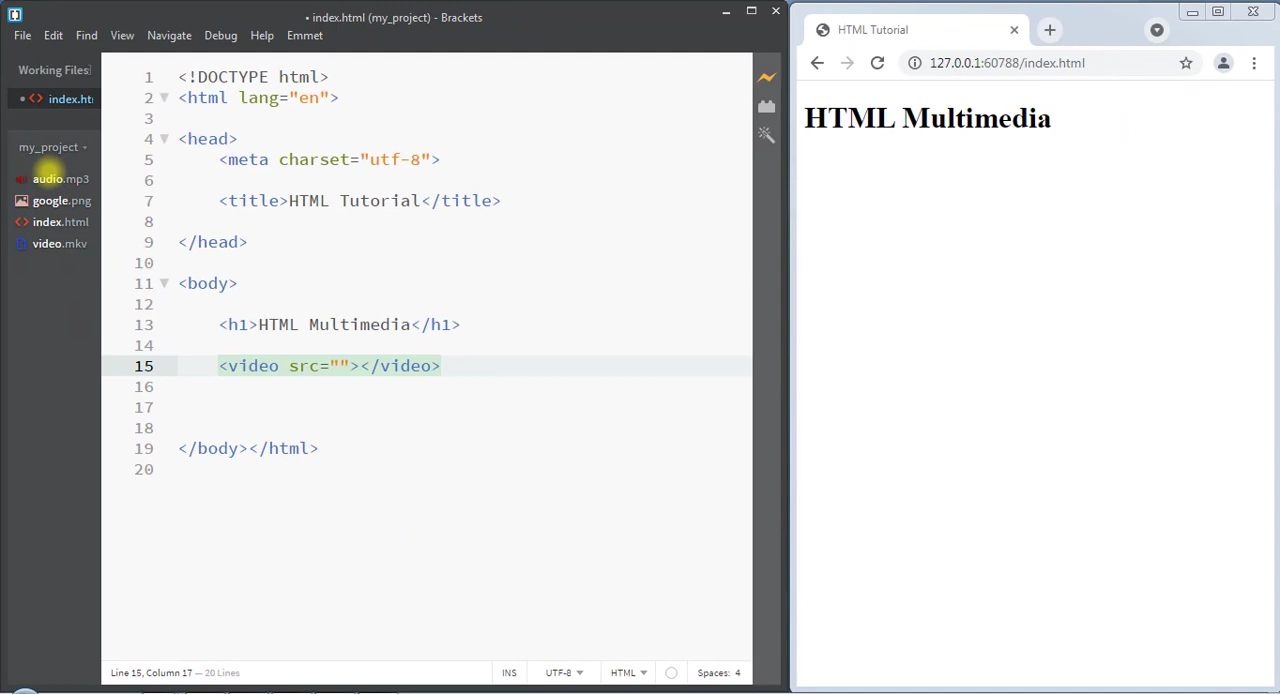 • index.html (my_project) - Brackets
File Edit Find View Navigate Debug Help Emmet
Working Files
• <> index.ht
my_project
audio.mp3
google.png
<> index.html
video.mkv
1 <!DOCTYPE html>
2 <html lang="en">
3
4 <head>
5 <meta charset="utf-8">
6
7 <title>HTML Tutorial</title>
8
9 </head>
10
11 <body>
12
13 <h1>HTML Multimedia</h1>
14
15 <video src=""></video>
16
17
18
19 </body></html>
20
Line 15, Column 17 — 20 Lines
INS UTF-8 HTML Spaces: 4
HTML Tutorial
127.0.0.1:60788/index.html
HTML Multimedia